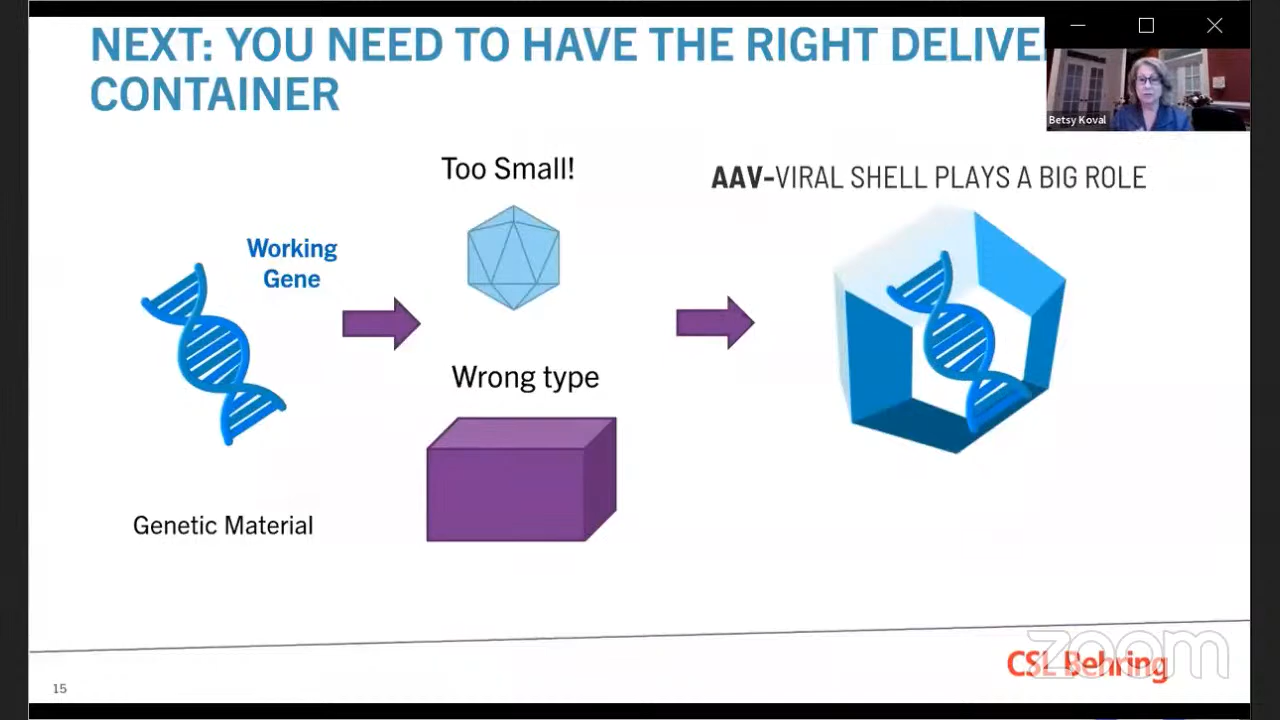 NEXT: YOU NEED TO HAVE THE RIGHT DELIVE
CONTAINER
Betsy Koval
Too Small!
AAV-VIRAL SHELL PLAYS A BIG ROLE
Working
Gene
Wrong type
Genetic Material
CSL Behring
zoom
15